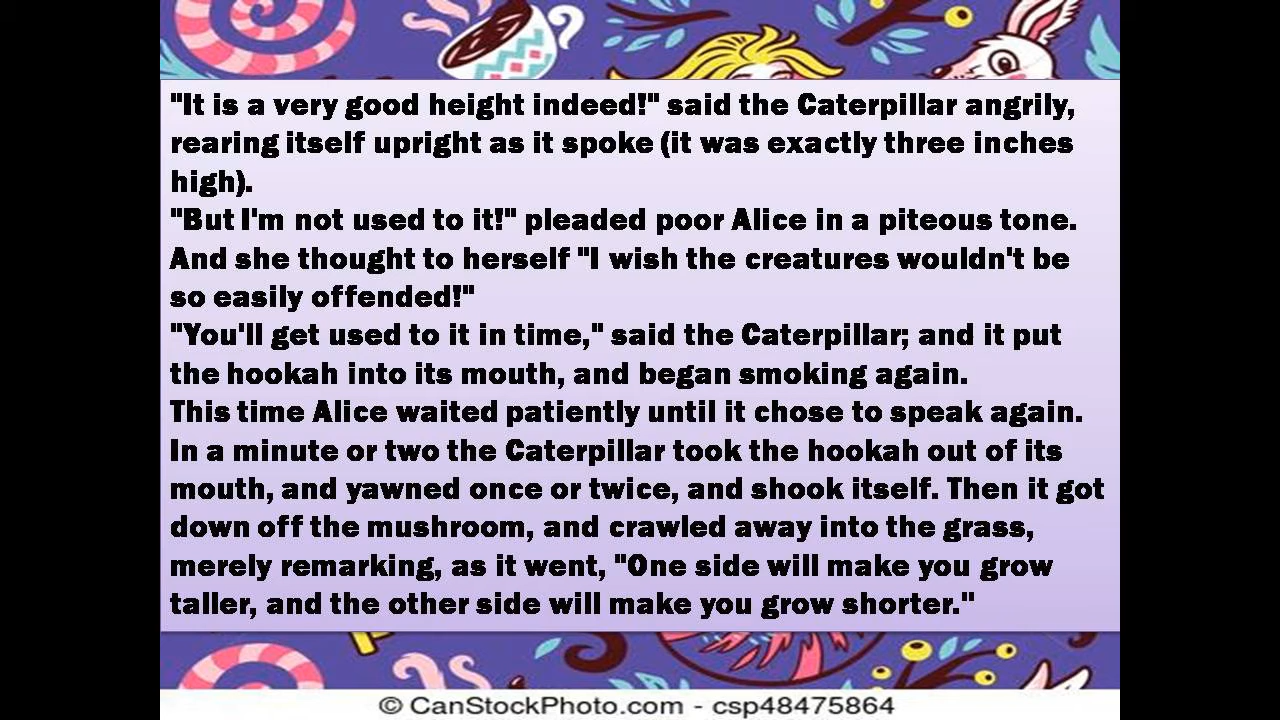 "It is a very good height indeed!" said the Caterpillar angrily,
rearing itself upright as it spoke (it was exactly three inches
high).
"But I'm not used to it!" pleaded poor Alice in a piteous tone.
And she thought to herself "I wish the creatures wouldn't be
so easily offended!"
"You'll get used to it in time," said the Caterpillar; and it put
the hookah into its mouth, and began smoking again.
This time Alice waited patiently until it chose to speak again.
In a minute or two the Caterpillar took the hookah out of its
mouth, and yawned once or twice, and shook itself. Then it got
down off the mushroom, and crawled away into the grass,
merely remarking, as it went, "One side will make you grow
taller, and the other side will make you grow shorter."
© CanStockPhoto.com - csp48475864